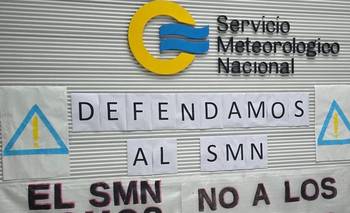 Servicio
Meteorologico
Nacional
DEFENDAMOS
AL SMN
EL SMN
NO A LOS